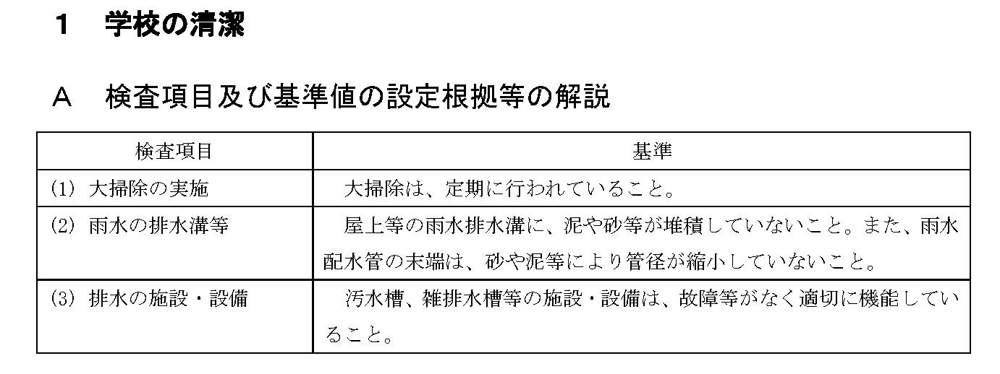 1 学校の清潔
A 検査項目及び基準値の設定根拠等の解説
検査項目 基準
(1) 大掃除の実施 大掃除は、定期に行われていること。
(2) 雨水の排水溝等 屋上等の雨水排水溝に、泥や砂等が堆積していないこと。また、雨水
配水管の末端は、砂や泥等により管径が縮小していないこと。
(3) 排水の施設・設備 汚水槽、雑排水槽等の施設・設備は、故障等がなく適切に機能してい
ること。